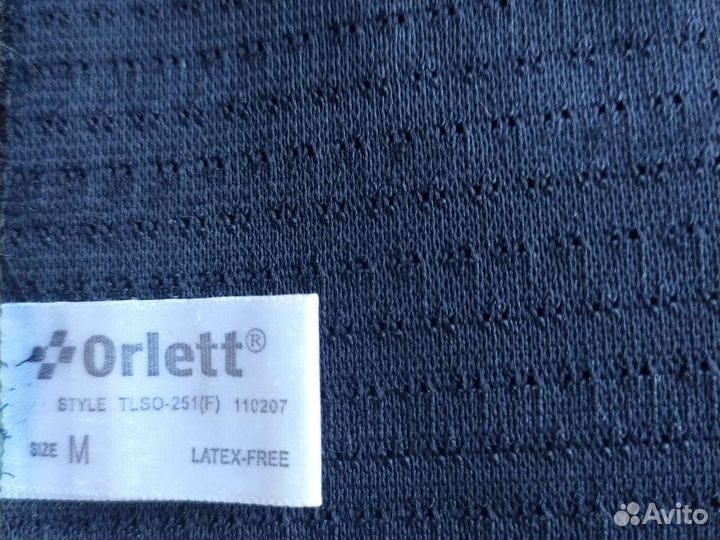 Orlett®
STYLE TLSO-251(F) 110207
SIZE M LATEX-FREE
Avito